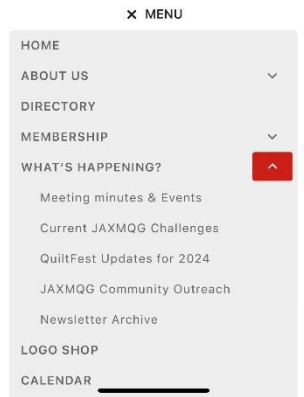 ✕ MENU
HOME
ABOUT US
DIRECTORY
MEMBERSHIP
WHAT'S HAPPENING?
Meeting minutes & Events
Current JAXMQG Challenges
QuiltFest Updates for 2024
JAXMQG Community Outreach
Newsletter Archive
LOGO SHOP
CALENDAR